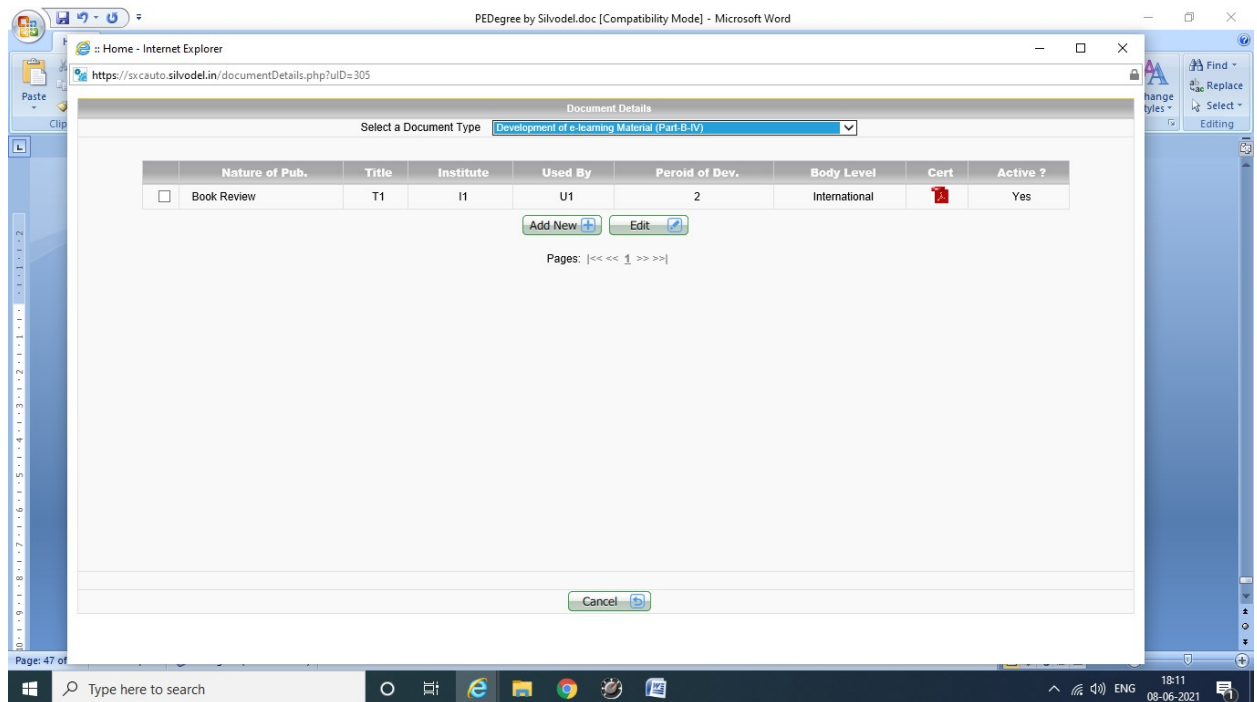 PEDegree by Silvodel.doc [Compatibility Mode] - Microsoft Word
:: Home - Internet Explorer
https://sxcauto.silvodel.in/documentDetails.php?uID=305
Paste
Find
Replace
Select
Editing
Document Details
Select a Document Type Development of e-learning Material (Part-B-IV)
Nature of Pub. Title Institute Used By Peroid of Dev. Body Level Cert Active ?
Book Review T1 I1 U1 2 International Yes
Add New Edit
Pages: |<< << 1 >> >>|
Cancel
Page: 47 of
Type here to search
ENG
18:11
08-06-2021